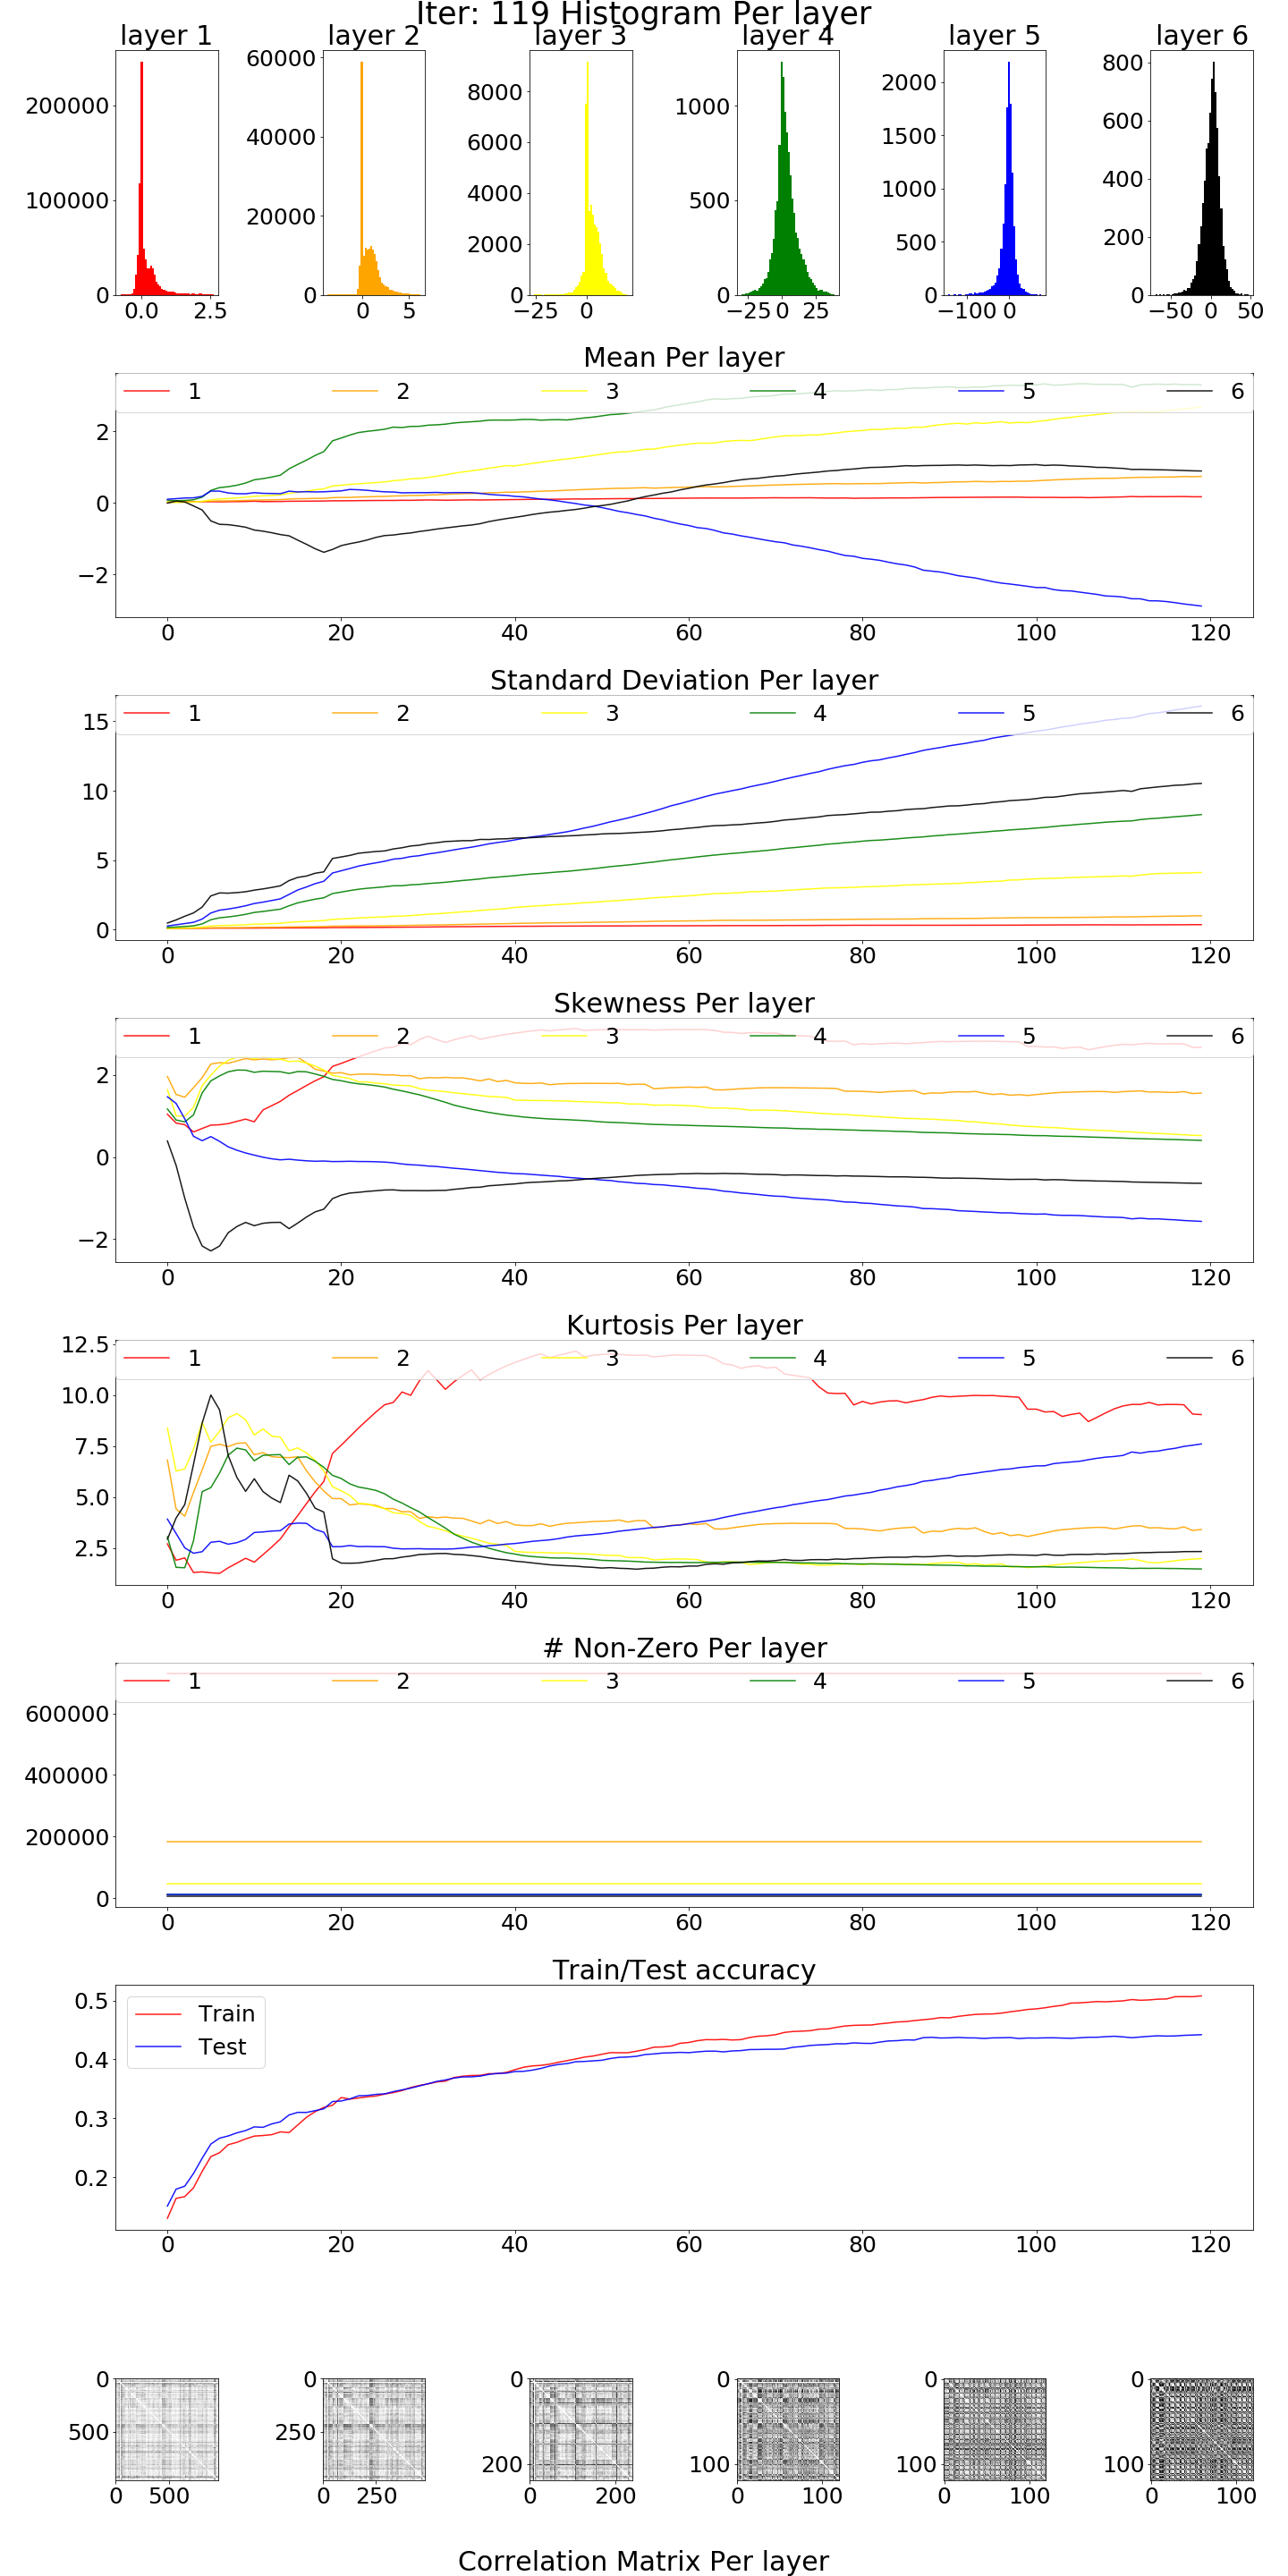 Iter: 119 Histogram Per layer
layer 1 layer 2 layer 3 layer 4 layer 5 layer 6
200000 100000 0
0.0 2.5
60000 40000 20000 0
0 5
8000 6000 4000 2000 0
−25 0
1000 500 0
−25 0 25
2000 1500 1000 500 0
−100 0
800 600 400 200 0
−50 0 50
Mean Per layer
1 2 3 4 5 6
2
0
−2
0 20 40 60 80 100 120
Standard Deviation Per layer
1 2 3 4 5 6
15
10
5
0
0 20 40 60 80 100 120
Skewness Per layer
1 2 3 4 5 6
2
0
−2
0 20 40 60 80 100 120
Kurtosis Per layer
12.5
1 2 3 4 5 6
10.0
7.5
5.0
2.5
0 20 40 60 80 100 120
# Non-Zero Per layer
1 2 3 4 5 6
600000
400000
200000
0
0 20 40 60 80 100 120
Train/Test accuracy
0.5
Train
Test
0.4
0.3
0.2
0 20 40 60 80 100 120
0 500
0 500
0 250
0 250
0 200
0 200
0 100
0 100
0 100
0 100
0 100
0 100
Correlation Matrix Per layer